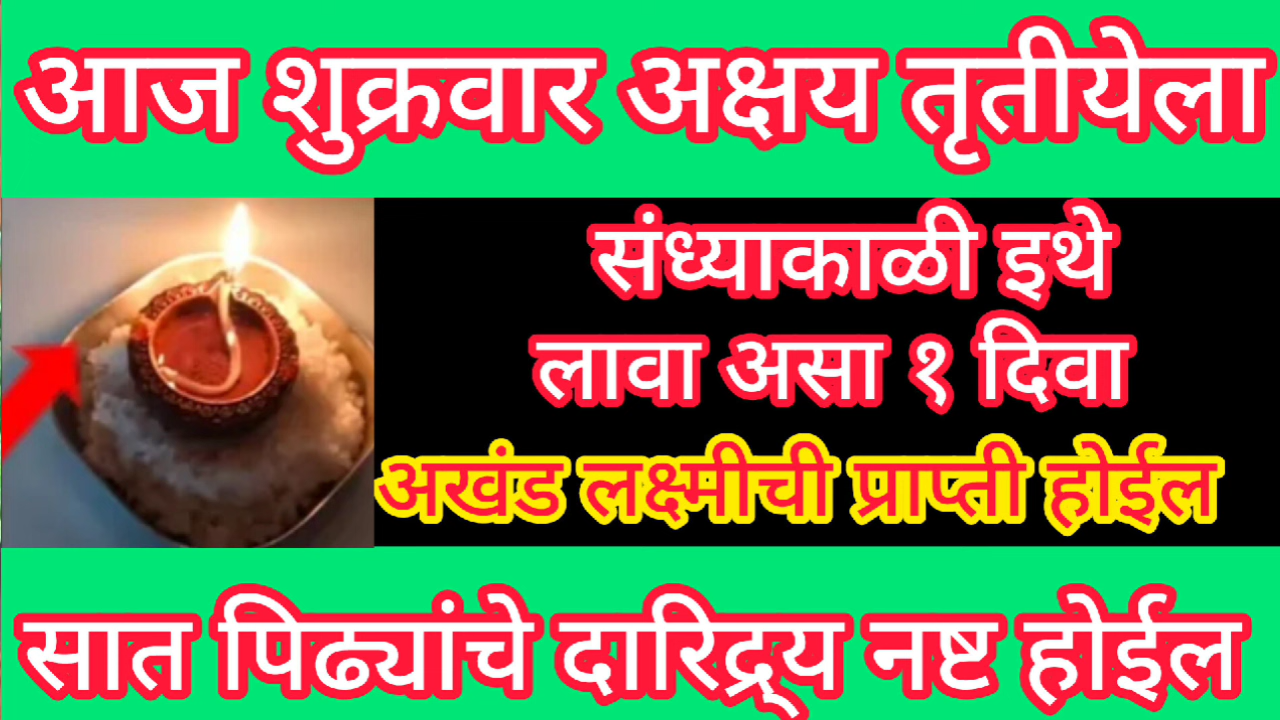 आज शुक्रवार अक्षय तृतीयेला
संध्याकाळी इथे
लावा असा १ दिवा
अखंड लक्ष्मीची प्राप्ती होईल
सात पिढ्यांचे दारिद्र्य नष्ट होईल